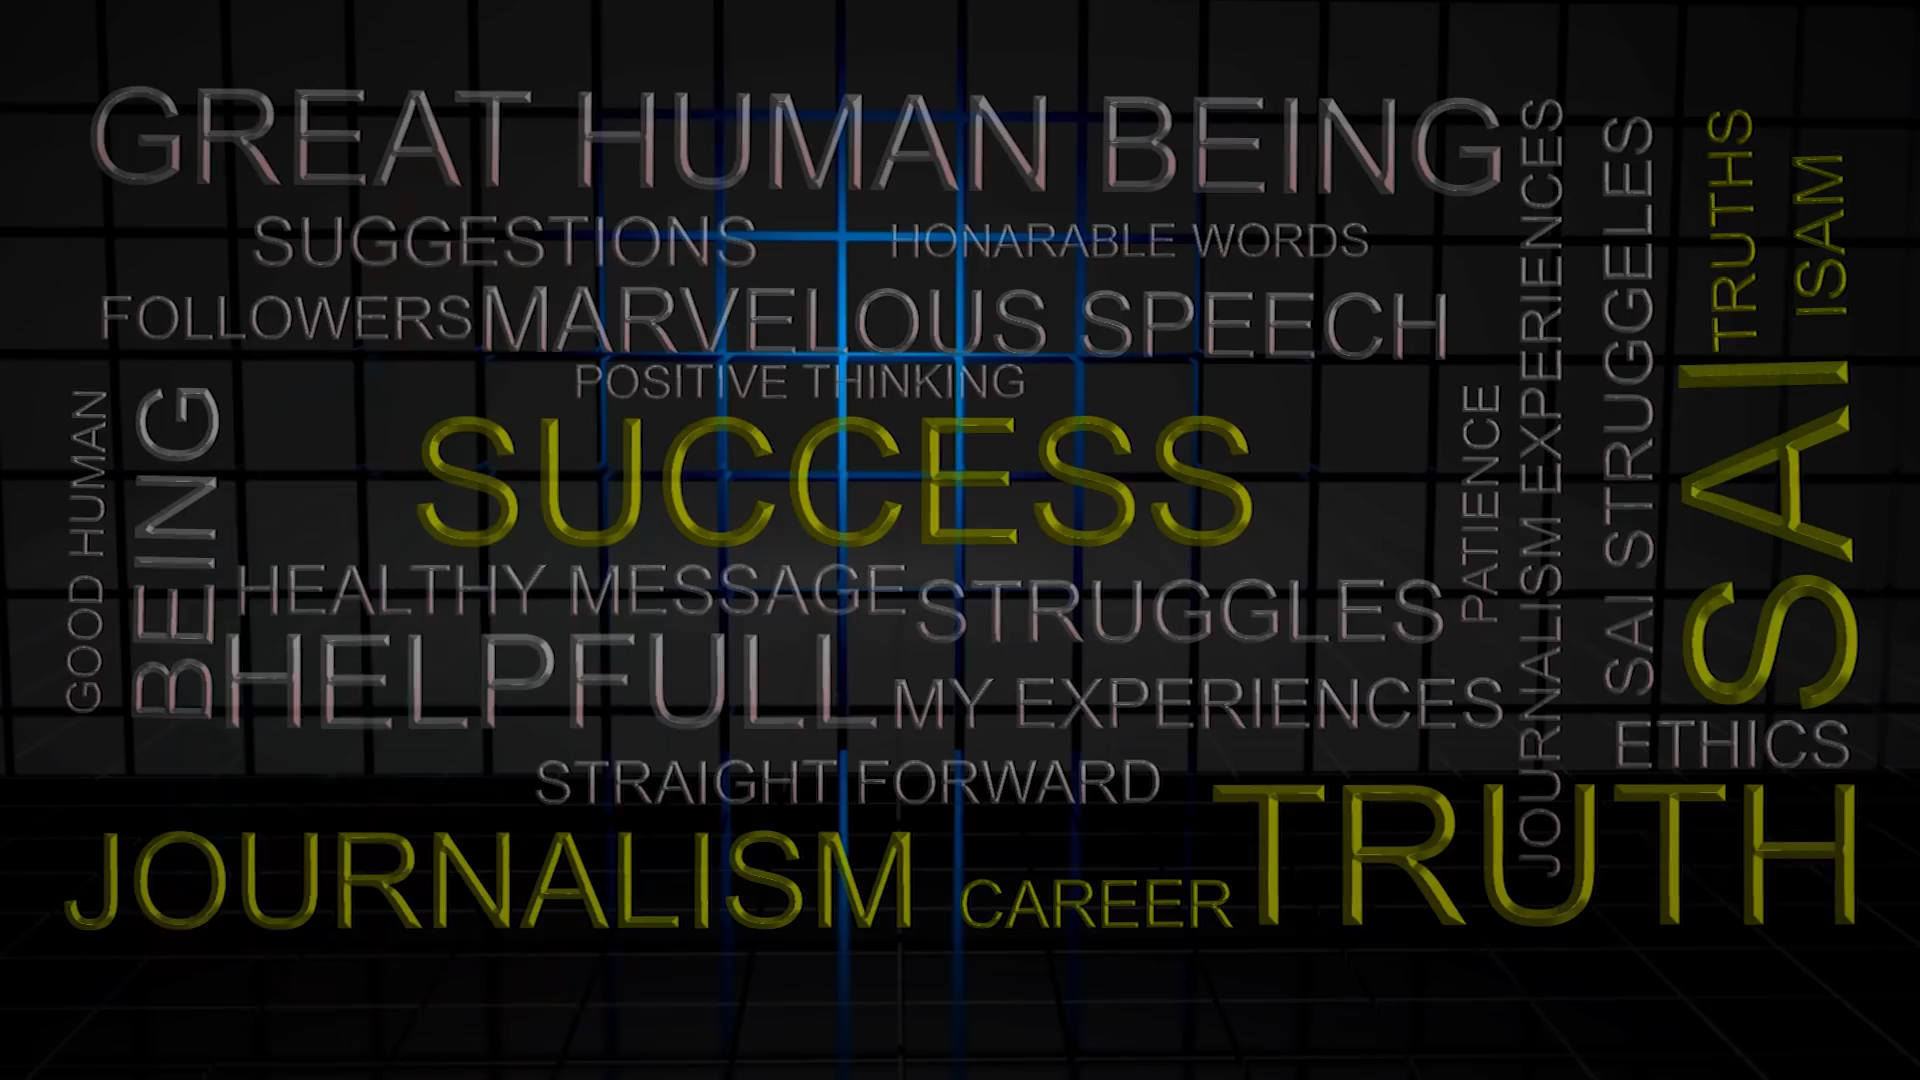 GREAT HUMAN BEING
SUGGESTIONS
HONARABLE WORDS
FOLLOWERS
MARVELOUS SPEECH
POSITIVE THINKING
SUCCESS
GOOD HUMAN
BEING
HEALTHY MESSAGE
STRUGGLES
HELPFULL
MY EXPERIENCES
STRAIGHT FORWARD
JOURNALISM
CAREER
TRUTH
PATIENCE
JOURNALISM EXPERIENCES
SAI STRUGGELES
TRUTHS
ISAM
SAI
ETHICS